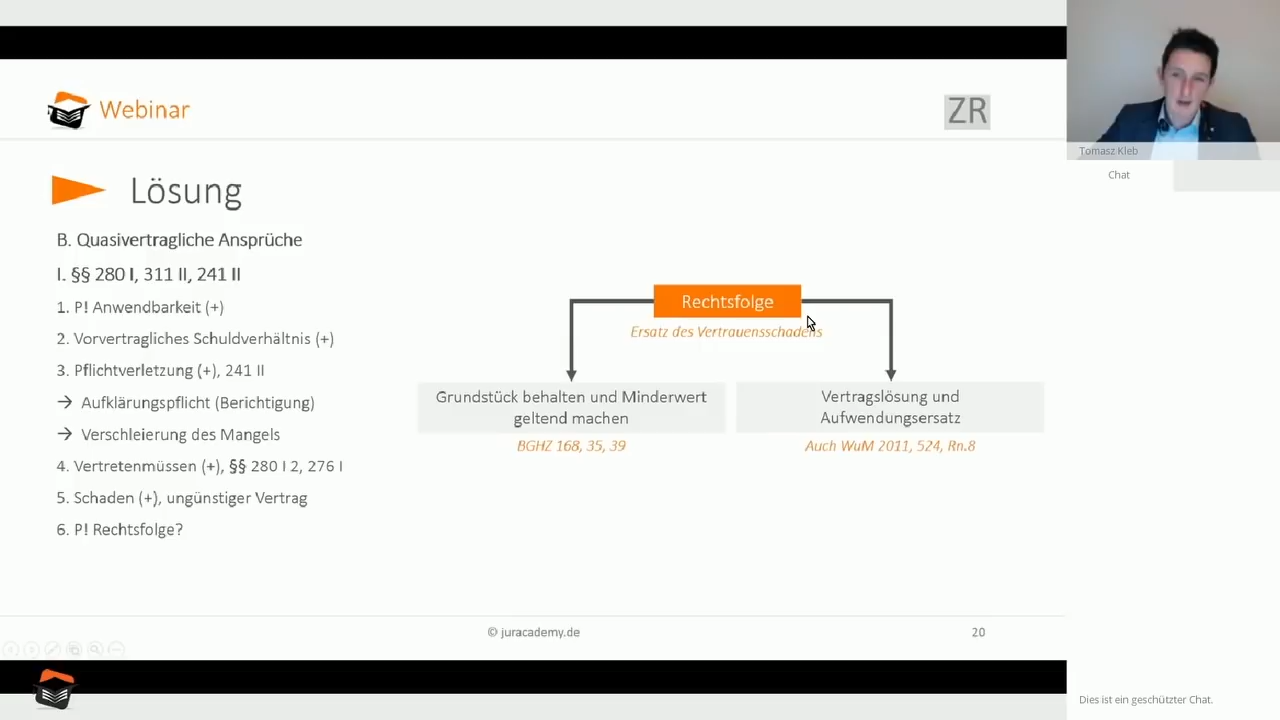 Webinar
ZR
Tomasz Kleb
Chat
Lösung
B. Quasivertragliche Ansprüche
I. §§ 280 I, 311 II, 241 II
1. P! Anwendbarkeit (+)
2. Vorvertragliches Schuldverhältnis (+)
3. Pflichtverletzung (+), 241 II
→ Aufklärungspflicht (Berichtigung)
→ Verschleierung des Mangels
4. Vertretenmüssen (+), §§ 280 I 2, 276 I
5. Schaden (+), ungünstiger Vertrag
6. P! Rechtsfolge?
Rechtsfolge
Ersatz des Vertrauensschadens
Grundstück behalten und Minderwert
geltend machen
BGHZ 168, 35, 39
Vertragslösung und
Aufwendungsersatz
Auch WuM 2011, 524, Rn.8
© juracademy.de
20
Dies ist ein geschützter Chat.